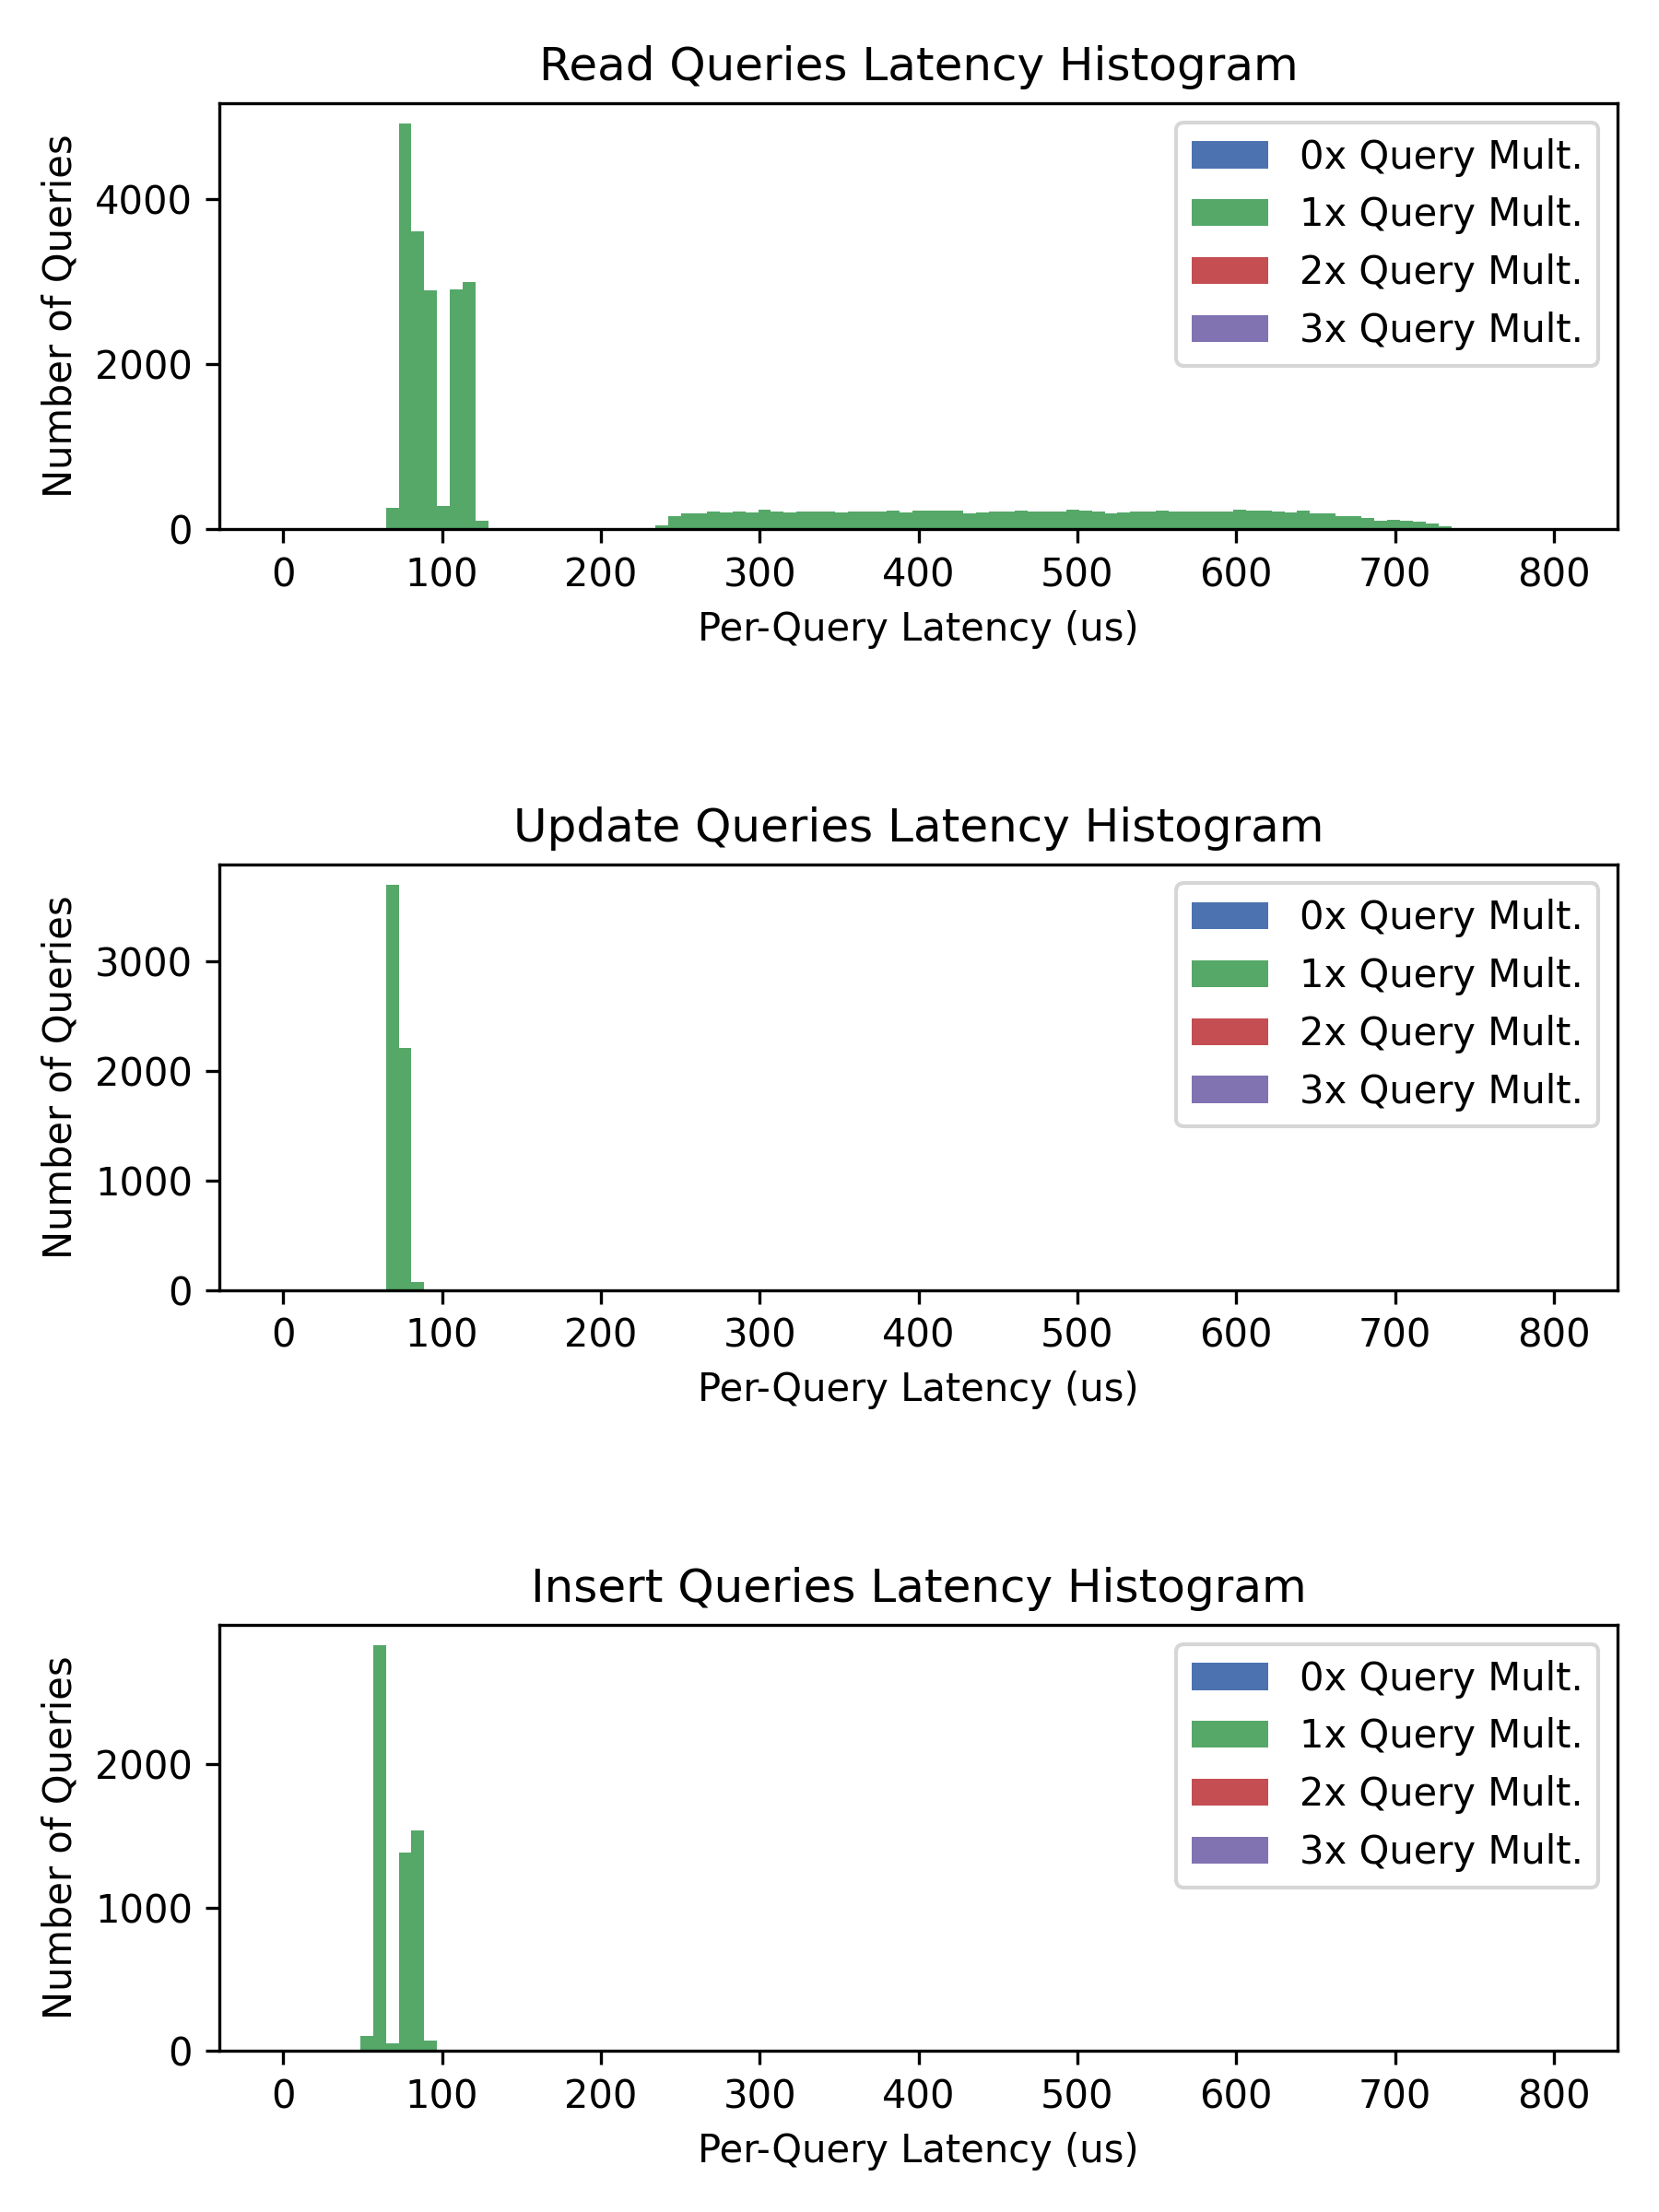 Read Queries Latency Histogram
Number of Queries
4000
2000
0
0x Query Mult.
1x Query Mult.
2x Query Mult.
3x Query Mult.
0 100 200 300 400 500 600 700 800
Per-Query Latency (us)
Update Queries Latency Histogram
Number of Queries
3000
2000
1000
0
0x Query Mult.
1x Query Mult.
2x Query Mult.
3x Query Mult.
0 100 200 300 400 500 600 700 800
Per-Query Latency (us)
Insert Queries Latency Histogram
Number of Queries
2000
1000
0
0x Query Mult.
1x Query Mult.
2x Query Mult.
3x Query Mult.
0 100 200 300 400 500 600 700 800
Per-Query Latency (us)